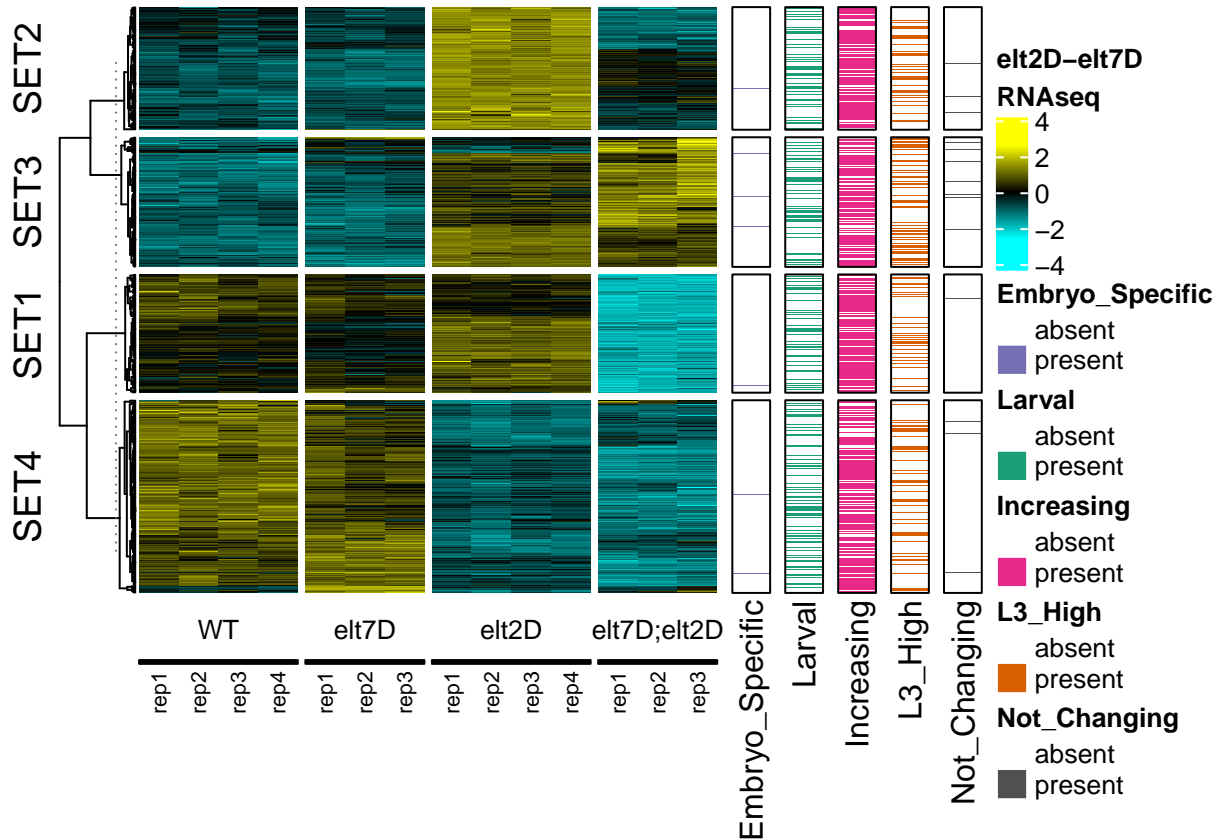 SET2
SET3
SET1
SET4
WT
elt7D
elt2D
elt7D;elt2D
rep1
rep2
rep3
rep4
rep1
rep2
rep3
rep1
rep2
rep3
rep4
rep1
rep2
rep3
Embryo_Specific
Larval
Increasing
L3_High
Not_Changing
elt2D−elt7D
RNAseq
4
2
0
−2
−4
Embryo_Specific
absent
present
Larval
absent
present
Increasing
absent
present
L3_High
absent
present
Not_Changing
absent
present